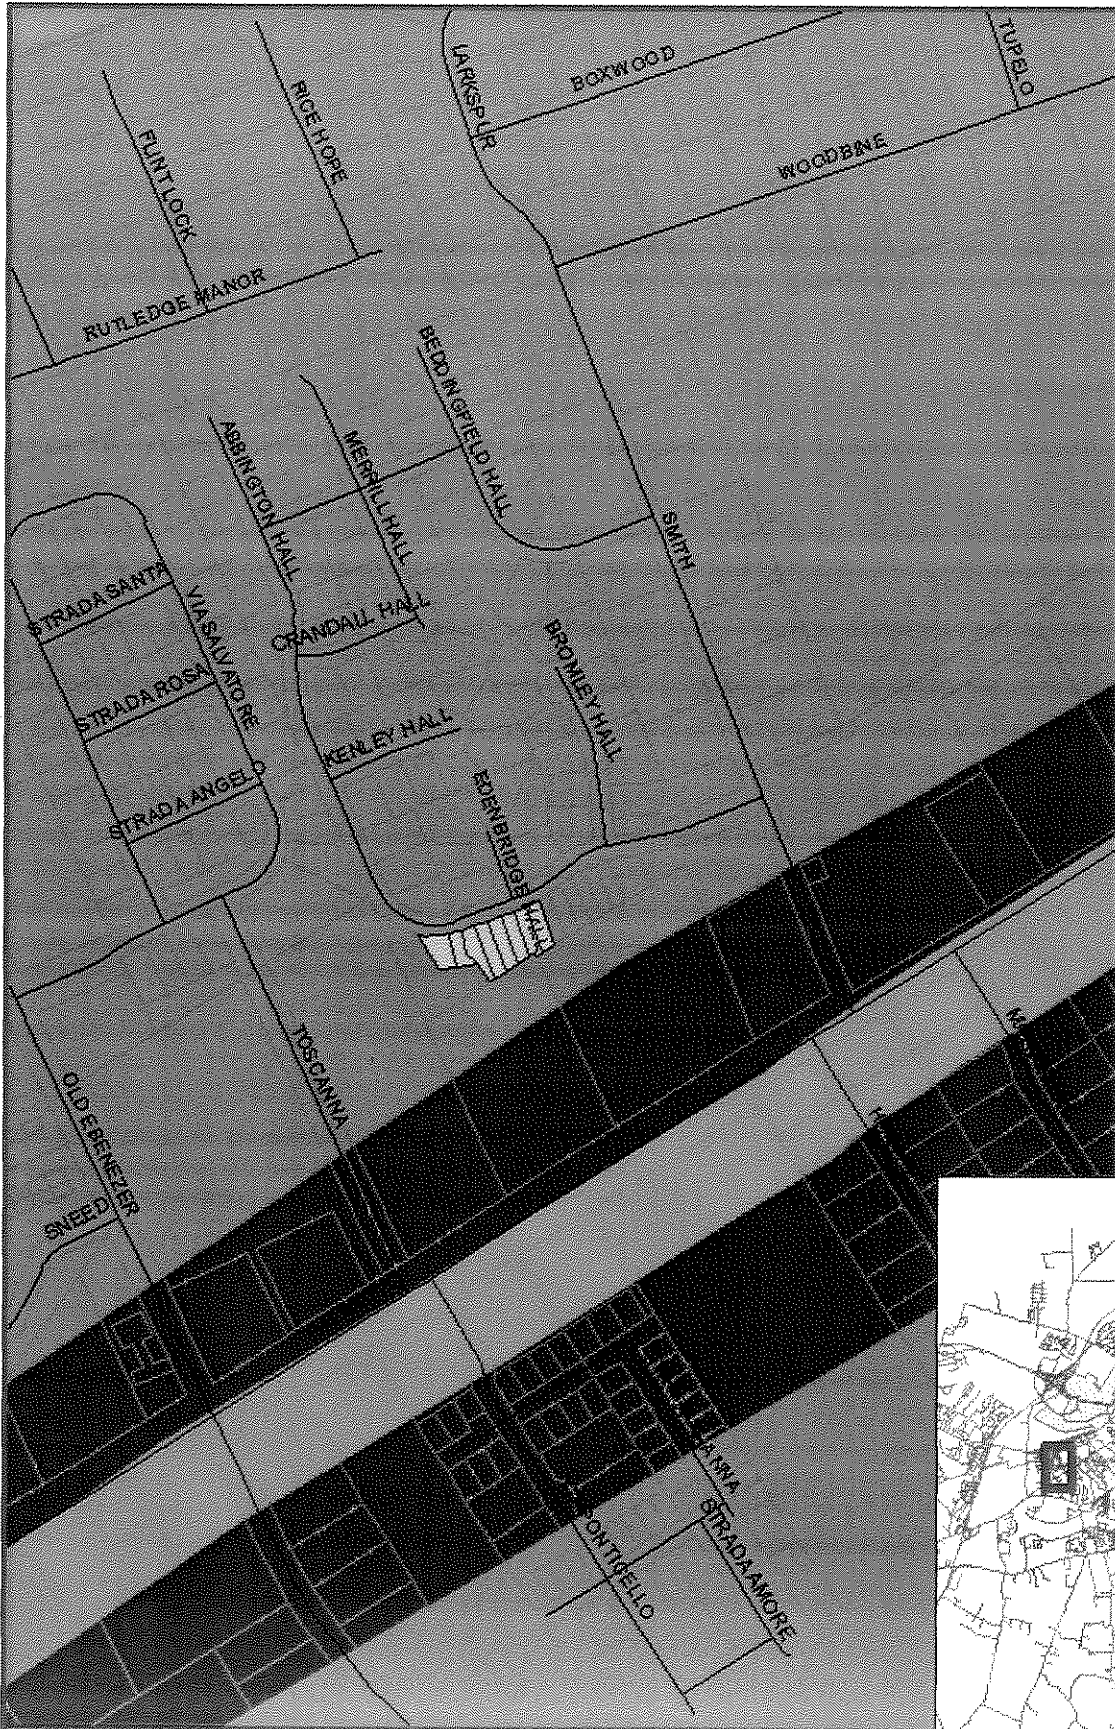 TUPELO
BOXWOOD
LARKSPUR
RICE HOPE
FLINTLOCK
WOODBINE
RUTLEDGE MANOR
BEDDINGFIELD HALL
ABBINGTON HALL
MERRILL HALL
SMITH
STRADA SANTA
VIA SALVATORE
CRANDALL HALL
BROMLEY HALL
STRADA ROSA
KENLEY HALL
STRADA ANGELO
EDENBRIDGE HALL
TOSCANNA
OLD EBENEZER
SNEED
STRADA AMORE
PONTICELLO